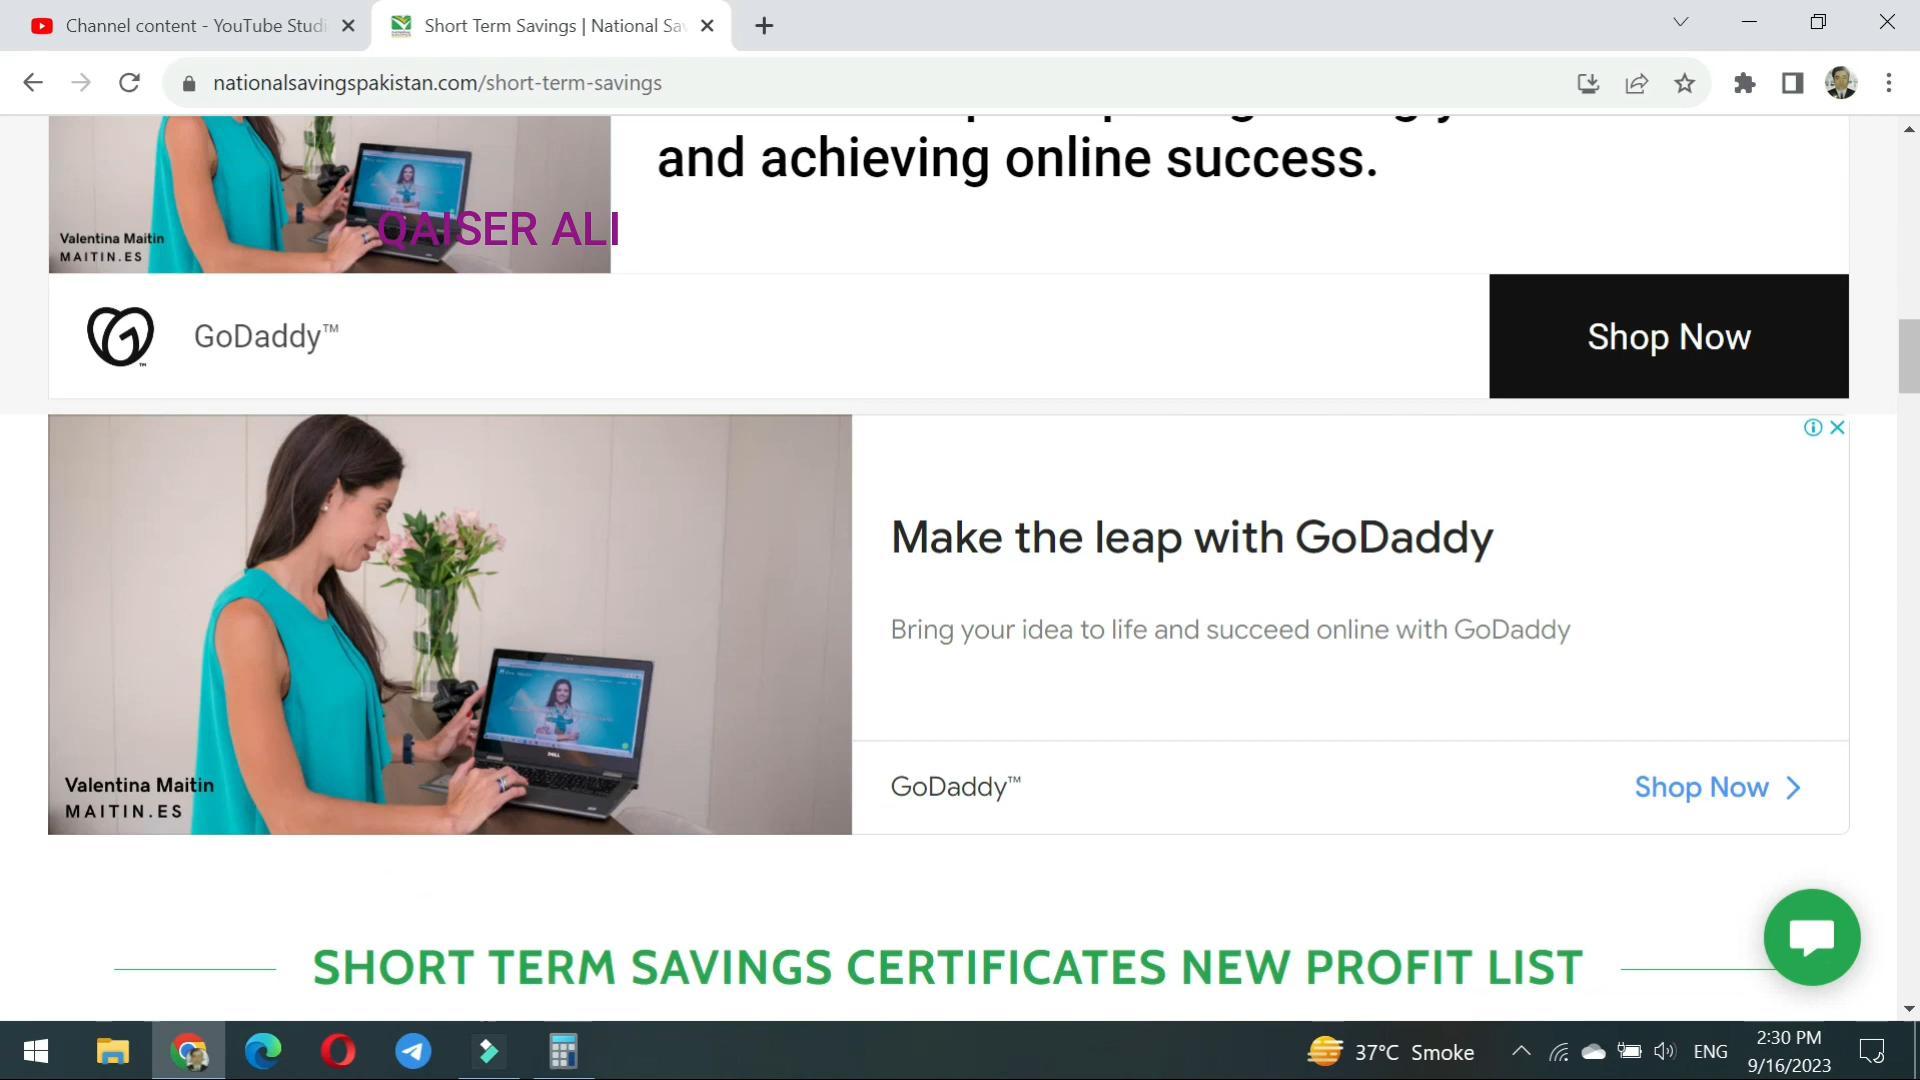 Channel content - YouTube Studi
Short Term Savings | National Sav
nationalsavingspakistan.com/short-term-savings
and achieving online success.
QAISER ALI
Valentina Maitin
MAITIN.ES
GoDaddy™
Shop Now
Make the leap with GoDaddy
Bring your idea to life and succeed online with GoDaddy
Valentina Maitin
MAITIN.ES
GoDaddy™
Shop Now
SHORT TERM SAVINGS CERTIFICATES NEW PROFIT LIST
37°C Smoke
ENG
2:30 PM
9/16/2023